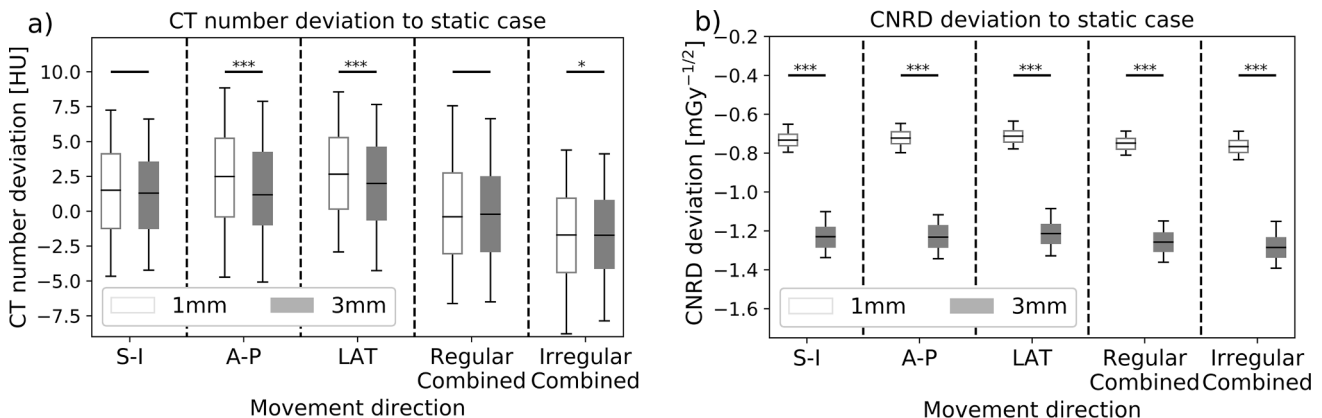 a)
CT number deviation to static case
CT number deviation [HU]
10.0
7.5
5.0
2.5
0.0
−2.5
−5.0
−7.5
***
***
*
1mm
3mm
S-I
A-P
LAT
Regular
Combined
Irregular
Combined
Movement direction
b)
CNRD deviation to static case
CNRD deviation [mGy−1/2]
−0.2
−0.4
−0.6
−0.8
−1.0
−1.2
−1.4
−1.6
***
***
***
***
***
1mm
3mm
S-I
A-P
LAT
Regular
Combined
Irregular
Combined
Movement direction